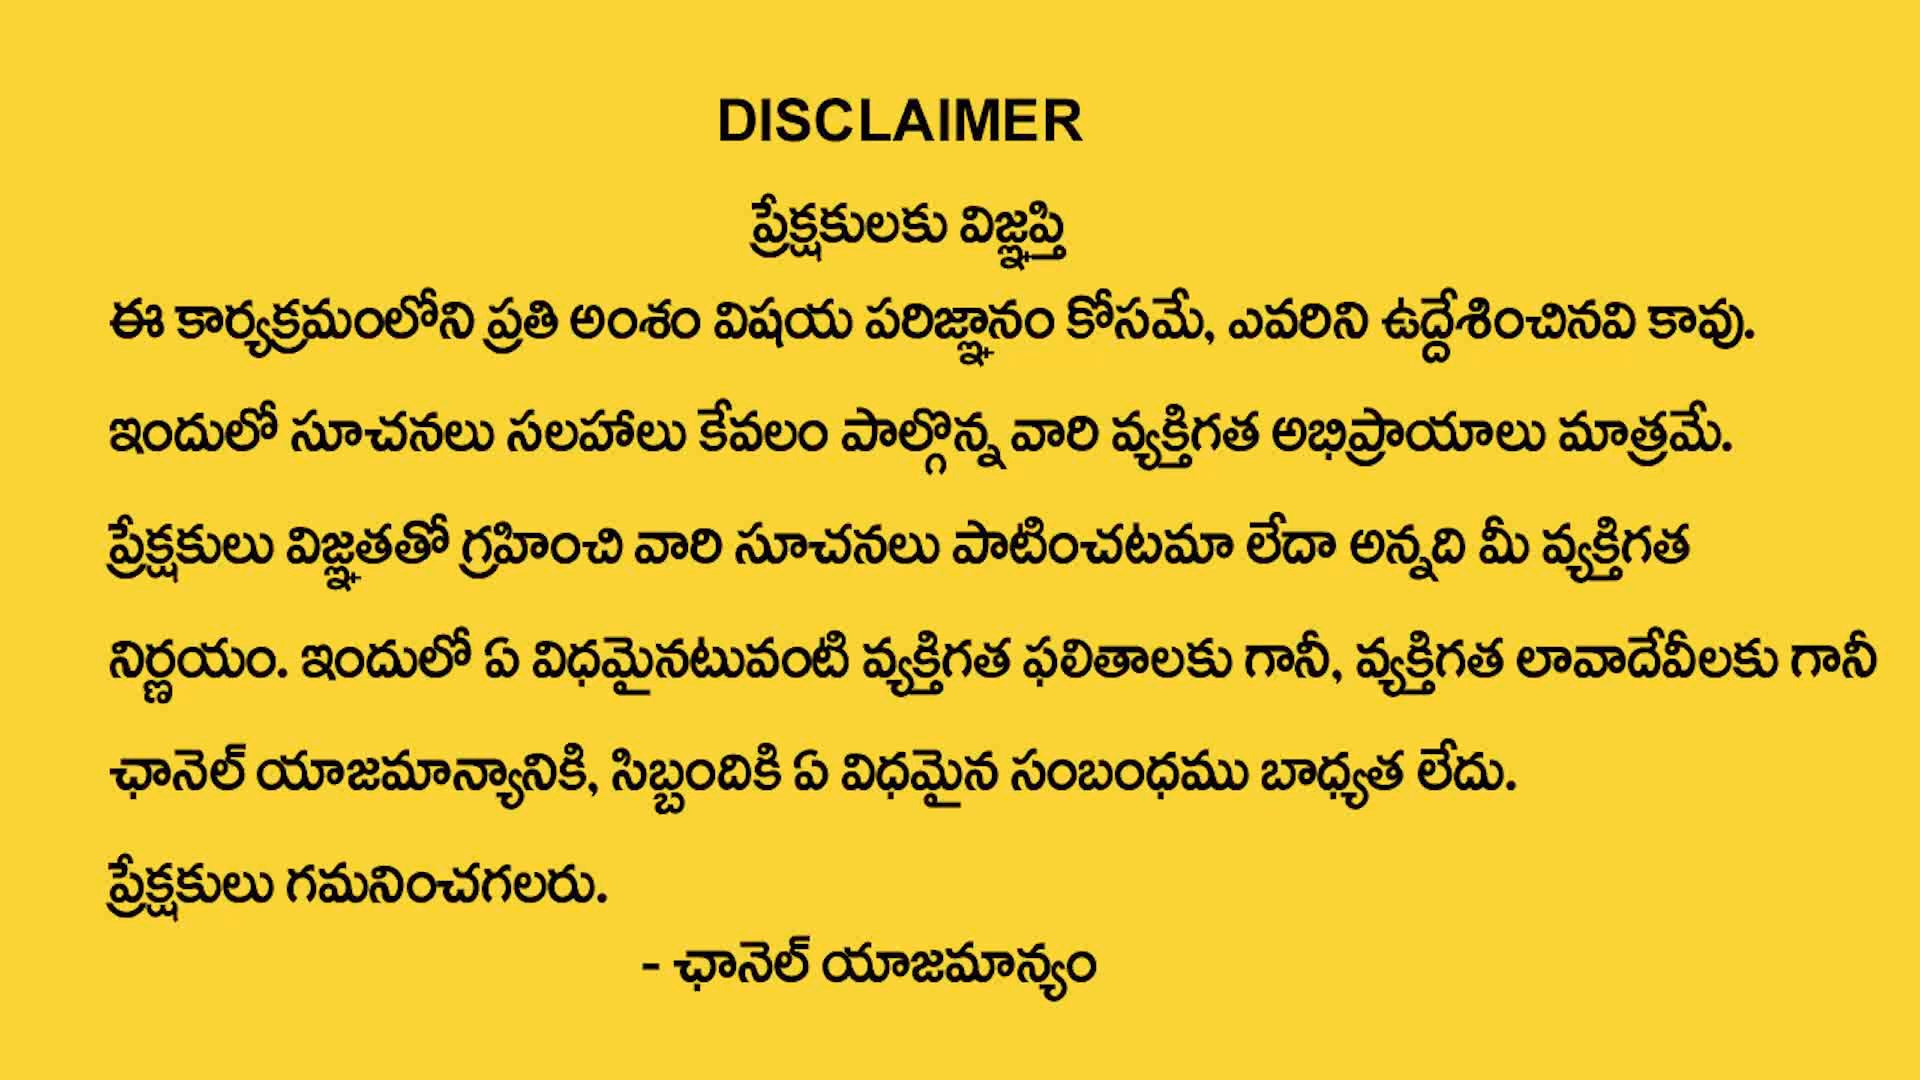 DISCLAIMER
ప్రేక్షకులకు విజ్ఞప్తి
ఈ కార్యక్రమంలోని ప్రతి అంశం విషయ పరిజ్ఞానం కోసమే, ఎవరిని ఉద్దేశించినవి కావు.
ఇందులో సూచనలు సలహాలు కేవలం పాల్గొన్న వారి వ్యక్తిగత అభిప్రాయాలు మాత్రమే.
ప్రేక్షకులు విజ్ఞతతో గ్రహించి వారి సూచనలు పాటించటమా లేదా అన్నది మీ వ్యక్తిగత
నిర్ణయం. ఇందులో ఏ విధమైనటువంటి వ్యక్తిగత ఫలితాలకు గానీ, వ్యక్తిగత లావాదేవీలకు గానీ
ఛానెల్ యాజమాన్యానికి, సిబ్బందికి ఏ విధమైన సంబంధము బాధ్యత లేదు.
ప్రేక్షకులు గమనించగలరు.
- ఛానెల్ యాజమాన్యం